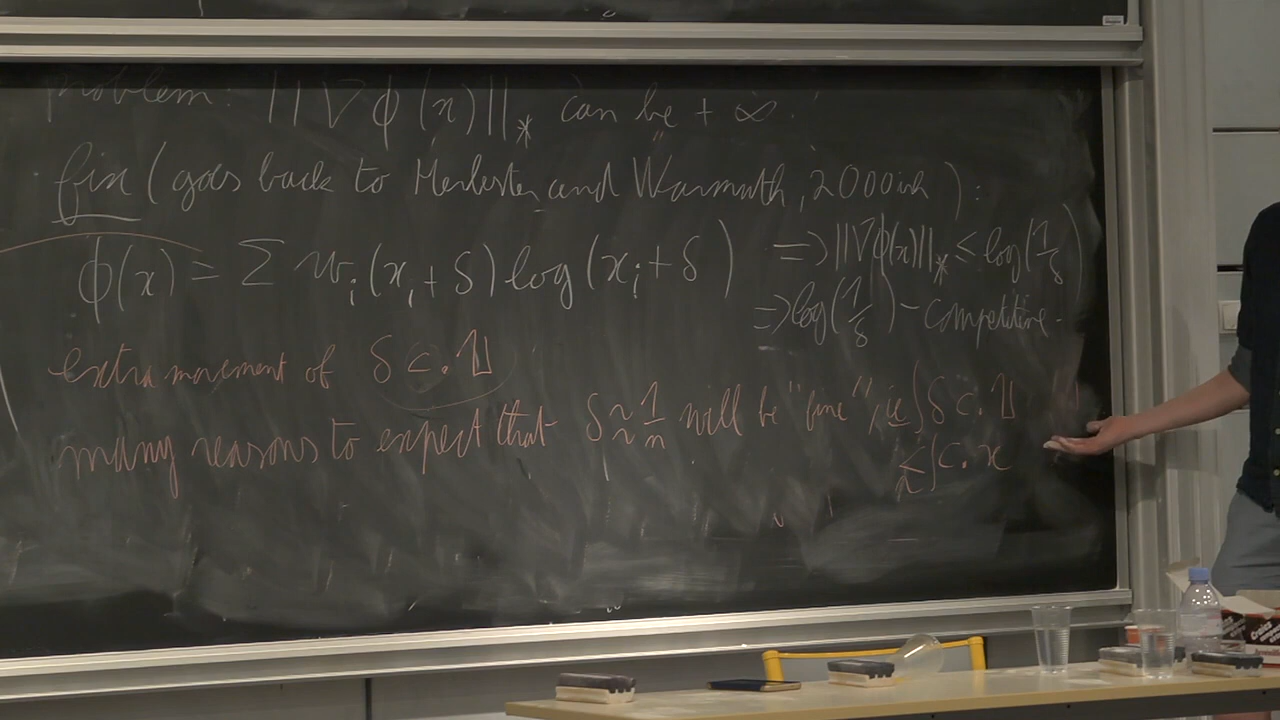 problem: ||∇ϕ(x)||_* can be + ∞.
fix (goes back to Herbster and Warmuth, 2000ish):
ϕ(x) = Σ w_i (x_i + δ) log(x_i + δ) ⇒ ||∇ϕ(x)||_* ≤ log(1/δ)
⇒ log(1/δ)-competitive.
extra movement of δ c.𝟙
many reasons to expect that δ ≈ 1/n will be "fine", ie ∫ δ c.𝟙
≲ ∫ c.x